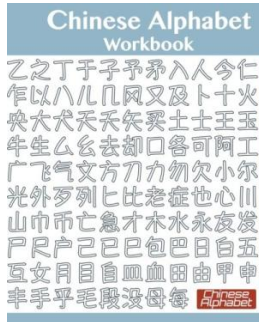 Chinese Alphabet
Workbook
乙之丁于子予矛入人今仁
乍以八儿几风又及卜十火
央大犬矢买土士王
牛生么去却口各可阿工
广飞气文方刀力勿欠小尔
光外歹列匕比老症也心川
山巾币亡急才木水永友发
尸尺户己已巳包巴日白五
互女月目自皿血田由甲申
丰手乎毛段没母每
Chinese
Alphabet